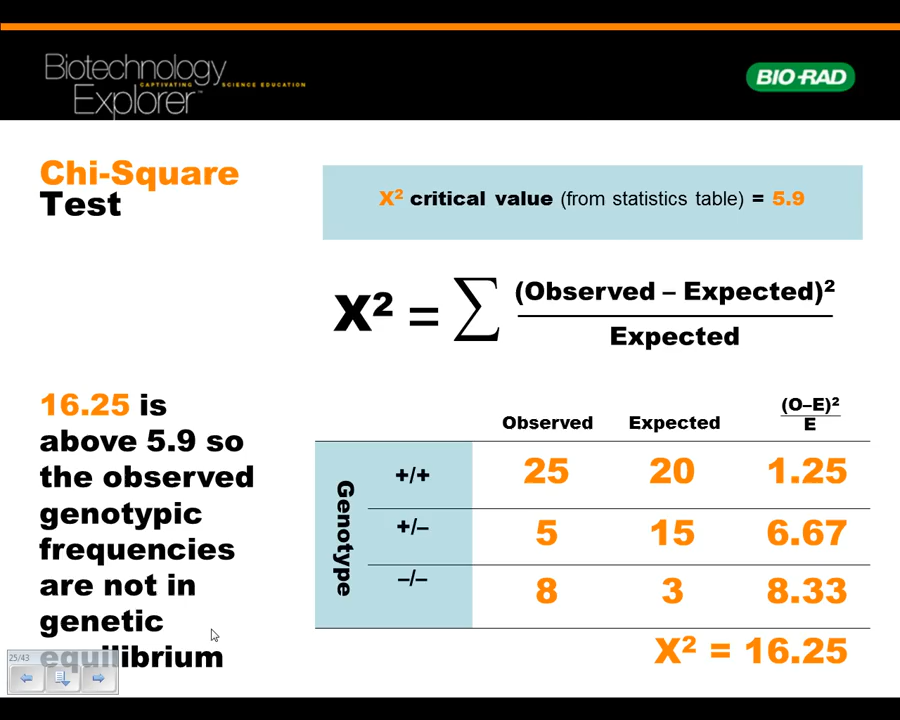 Biotechnology
CAPTIVATING SCIENCE EDUCATION
Explorer™
BIO-RAD
Chi-Square
Test
X² critical value (from statistics table) = 5.9
X² = ∑ (Observed – Expected)²
Expected
16.25 is
above 5.9 so
the observed
genotypic
frequencies
are not in
genetic
equilibrium
Observed Expected (O–E)²
E
Genotype
+/+ 25 20 1.25
+/– 5 15 6.67
–/– 8 3 8.33
X² = 16.25
25/43